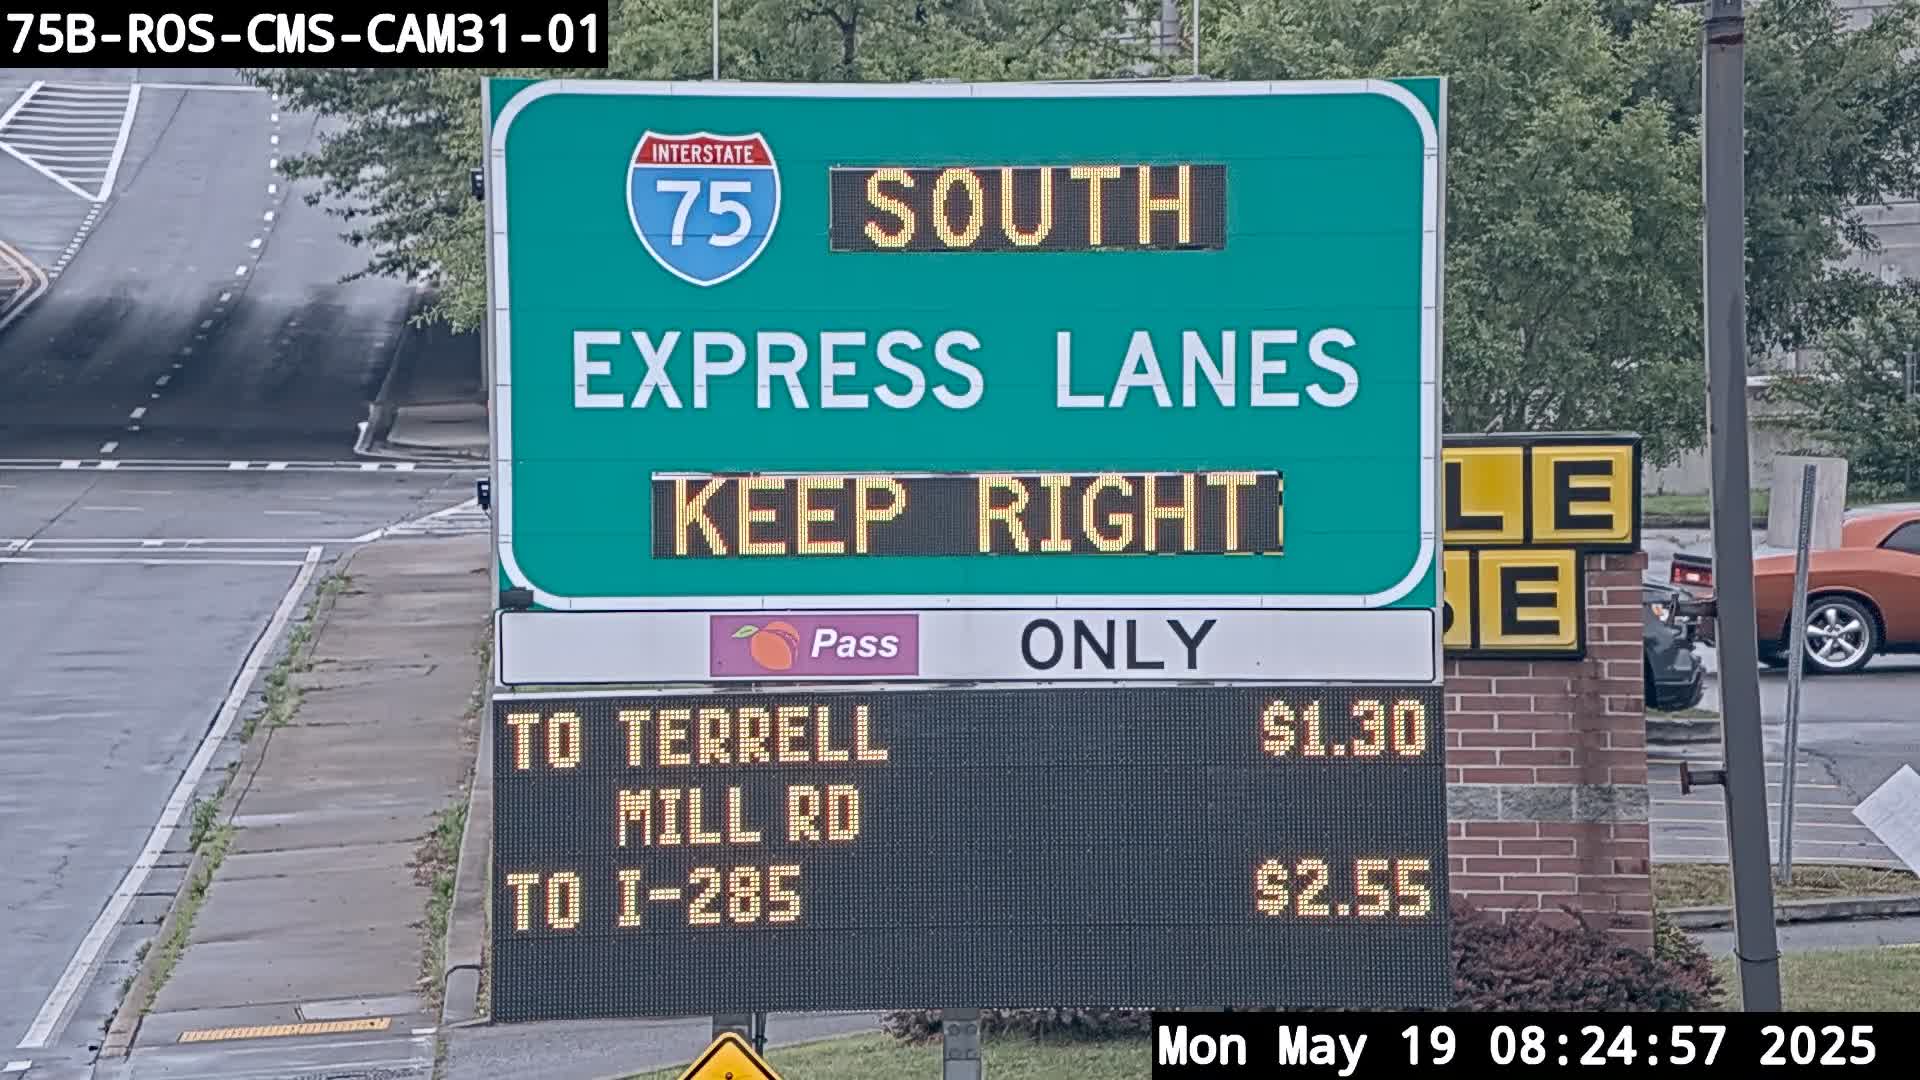 75B-ROS-CMS-CAM31-01
INTERSTATE
75
SOUTH
EXPRESS LANES
KEEP RIGHT
Pass ONLY
TO TERRELL $1.30
MILL RD
TO I-285 $2.55
LE
E
Mon May 19 08:24:57 2025